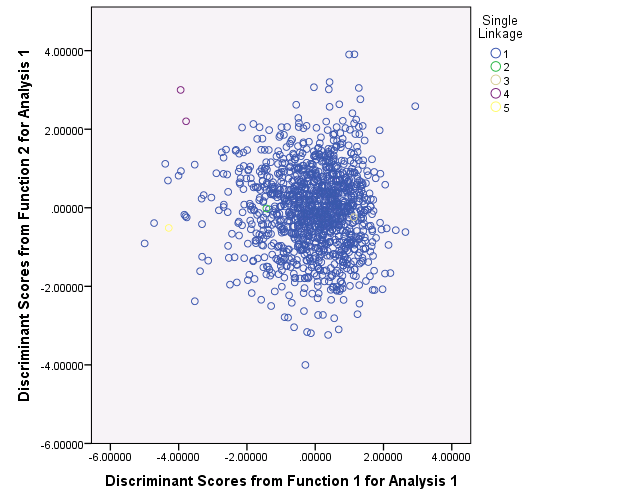 Single
Linkage
1
2
3
4
5
Discriminant Scores from Function 2 for Analysis 1
4.00000
2.00000
.00000
-2.00000
-4.00000
-6.00000
-6.00000 -4.00000 -2.00000 .00000 2.00000 4.00000
Discriminant Scores from Function 1 for Analysis 1